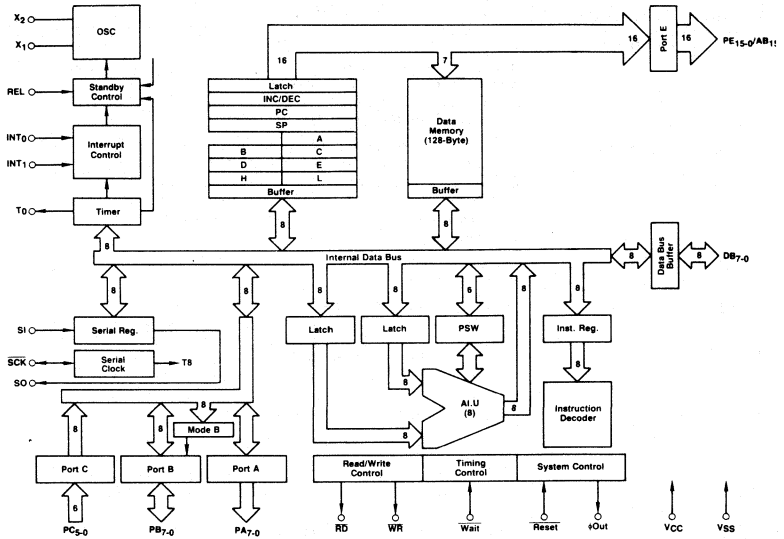 X2
X1
OSC
REL
Standby
Control
INT0
INT1
Interrupt
Control
T0
Timer
8
16
Latch
INC/DEC
PC
SP
A
B
C
D
E
H
L
Buffer
8
7
Data
Memory
(128-Byte)
Buffer
8
16
Port E
16
PE15-0/AB15
Internal Data Bus
8
Data Bus
Buffer
8
DB7-0
8
8
8
8
6
8
8
SI
Serial Reg.
SCK
Serial
Clock
T8
SO
Latch
Latch
PSW
Inst. Reg.
8
8
8
8
AI.U
(8)
Instruction
Decoder
8
8
8
Mode B
8
Port C
Port B
Port A
6
PC5-0
PB7-0
PA7-0
Read/Write
Control
Timing
Control
System Control
RD
WR
Wait
Reset
φOut
VCC
VSS